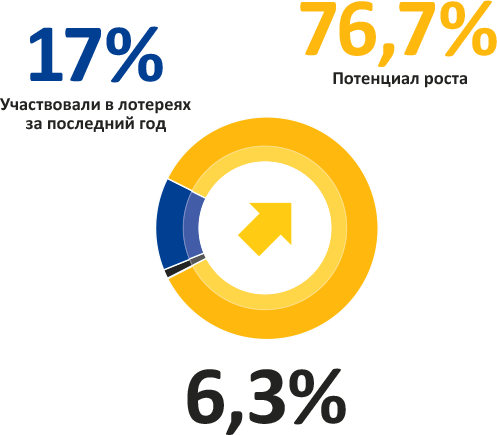 17%
Участвовали в лотереях
за последний год
76,7%
Потенциал роста
6,3%